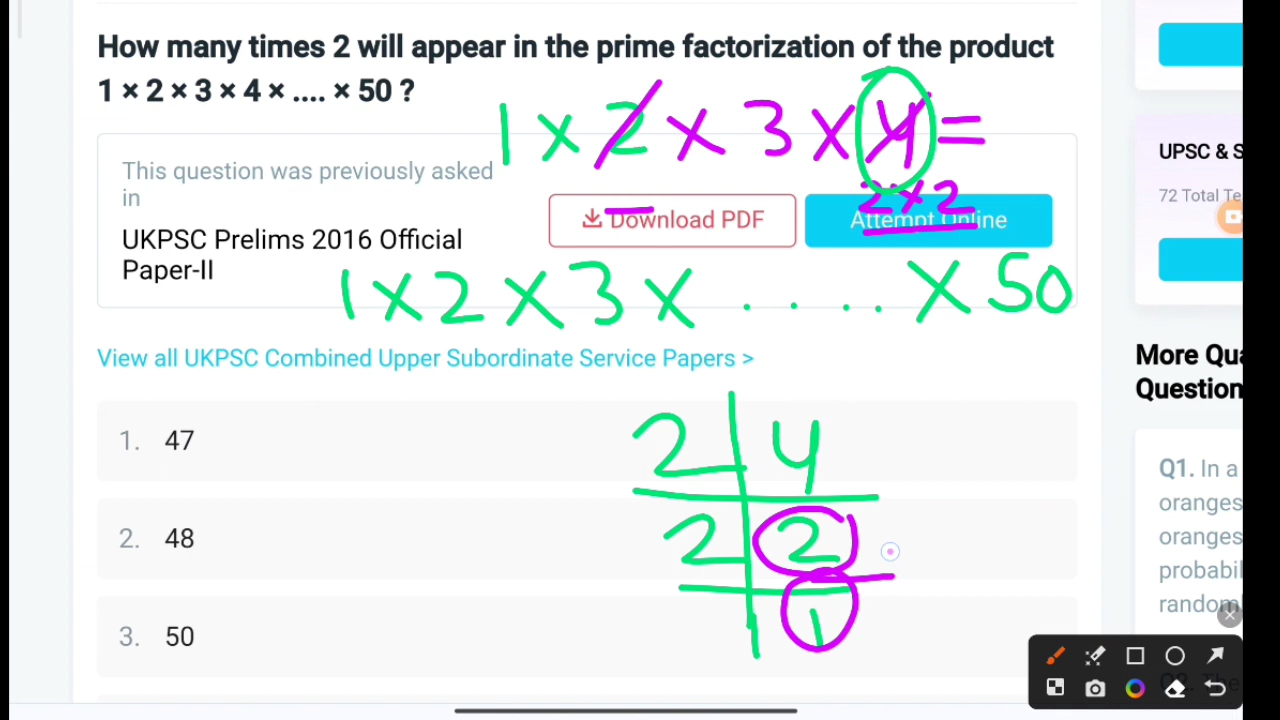 How many times 2 will appear in the prime factorization of the product
1 × 2 × 3 × 4 × .... × 50 ?
1 × 2 × 3 × 4 =
2 × 2
This question was previously asked
in
UKPSC Prelims 2016 Official
Paper-II
Download PDF
Attempt Online
1 × 2 × 3 × ..... × 50
View all UKPSC Combined Upper Subordinate Service Papers >
1. 47
2. 48
3. 50
2 4
2 2
1
UPSC & S
72 Total Te
More Qu
Question
Q1. In a
oranges
oranges
probabil
random